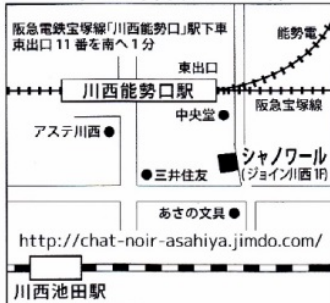 阪急電鉄宝塚線「川西能勢口」駅下車
東出口11番を南へ1分
能勢電
東出口
川西能勢口駅
阪急宝塚線
中央堂
アステ川西
シャノワール
(ジョイン川西1F)
三井住友
あさの文具
http://chat-noir-asahiya.jimdo.com/
川西池田駅